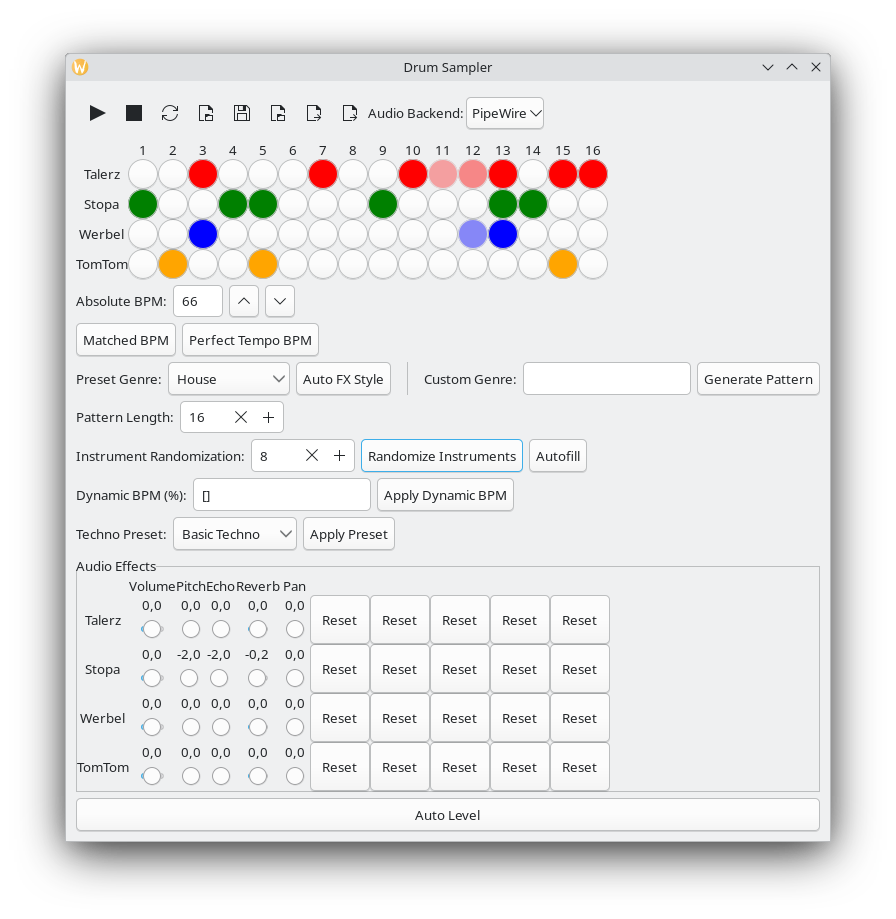 W Drum Sampler
Audio Backend: PipeWire
1 2 3 4 5 6 7 8 9 10 11 12 13 14 15 16
Talerz
Stopa
Werbel
TomTom
Absolute BPM: 66
Matched BPM Perfect Tempo BPM
Preset Genre: House Auto FX Style Custom Genre: Generate Pattern
Pattern Length: 16
Instrument Randomization: 8 Randomize Instruments Autofill
Dynamic BPM (%): [] Apply Dynamic BPM
Techno Preset: Basic Techno Apply Preset
Audio Effects
Volume Pitch Echo Reverb Pan
0,0 0,0 0,0 0,0 0,0
Talerz Reset Reset Reset Reset Reset
0,0 -2,0 -2,0 -0,2 0,0
Stopa Reset Reset Reset Reset Reset
0,0 0,0 0,0 0,0 0,0
Werbel Reset Reset Reset Reset Reset
0,0 0,0 0,0 0,0 0,0
TomTom Reset Reset Reset Reset Reset
Auto Level